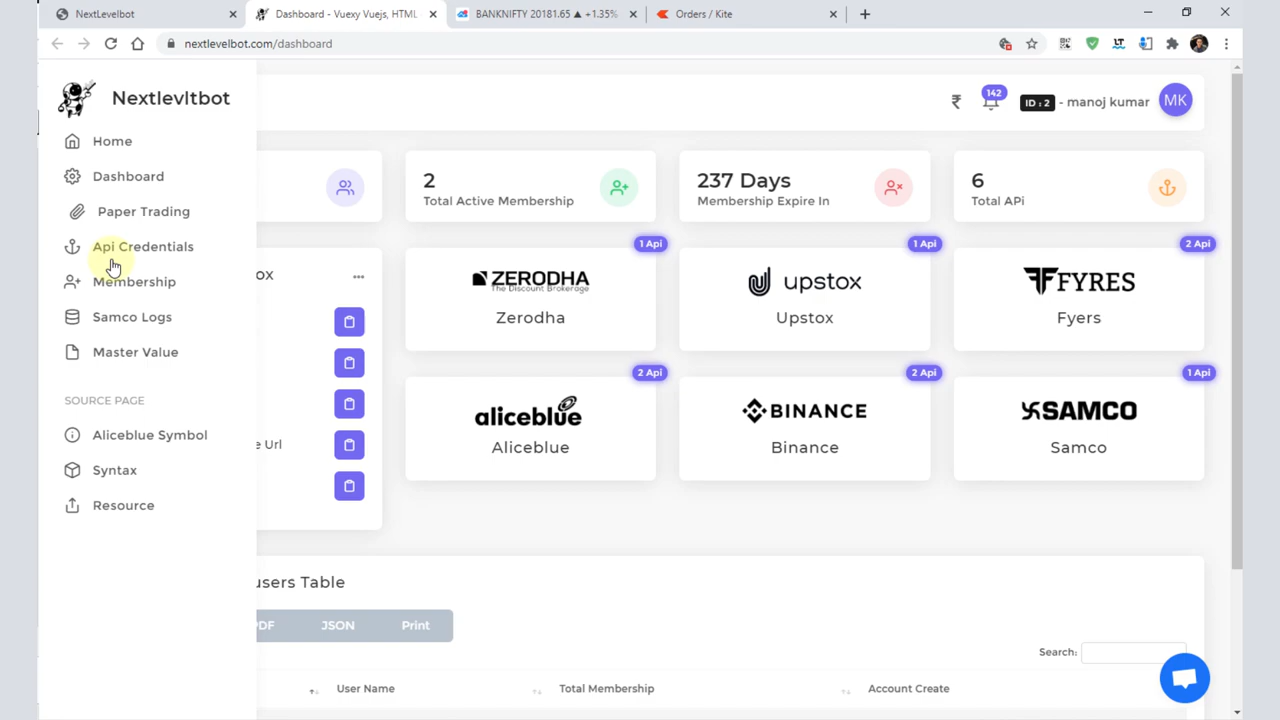 NextLevelbot
Dashboard - Vuexy Vuejs, HTML
BANKNIFTY 20181.65 ▲ +1.35%
Orders / Kite
nextlevelbot.com/dashboard
Nextlevltbot
Home
Dashboard
Paper Trading
Api Credentials
Membership
Samco Logs
Master Value
SOURCE PAGE
Aliceblue Symbol
Syntax
Resource
₹
142
ID : 2 - manoj kumar
MK
2
Total Active Membership
237 Days
Membership Expire In
6
Total APi
ox
e Url
1 Api
ZERODHA
The Discount Brokerage
Zerodha
1 Api
upstox
Upstox
2 Api
FYRES
Fyers
2 Api
aliceblue
Aliceblue
2 Api
BINANCE
Binance
1 Api
SAMCO
Samco
users Table
PDF
JSON
Print
Search:
User Name
Total Membership
Account Create